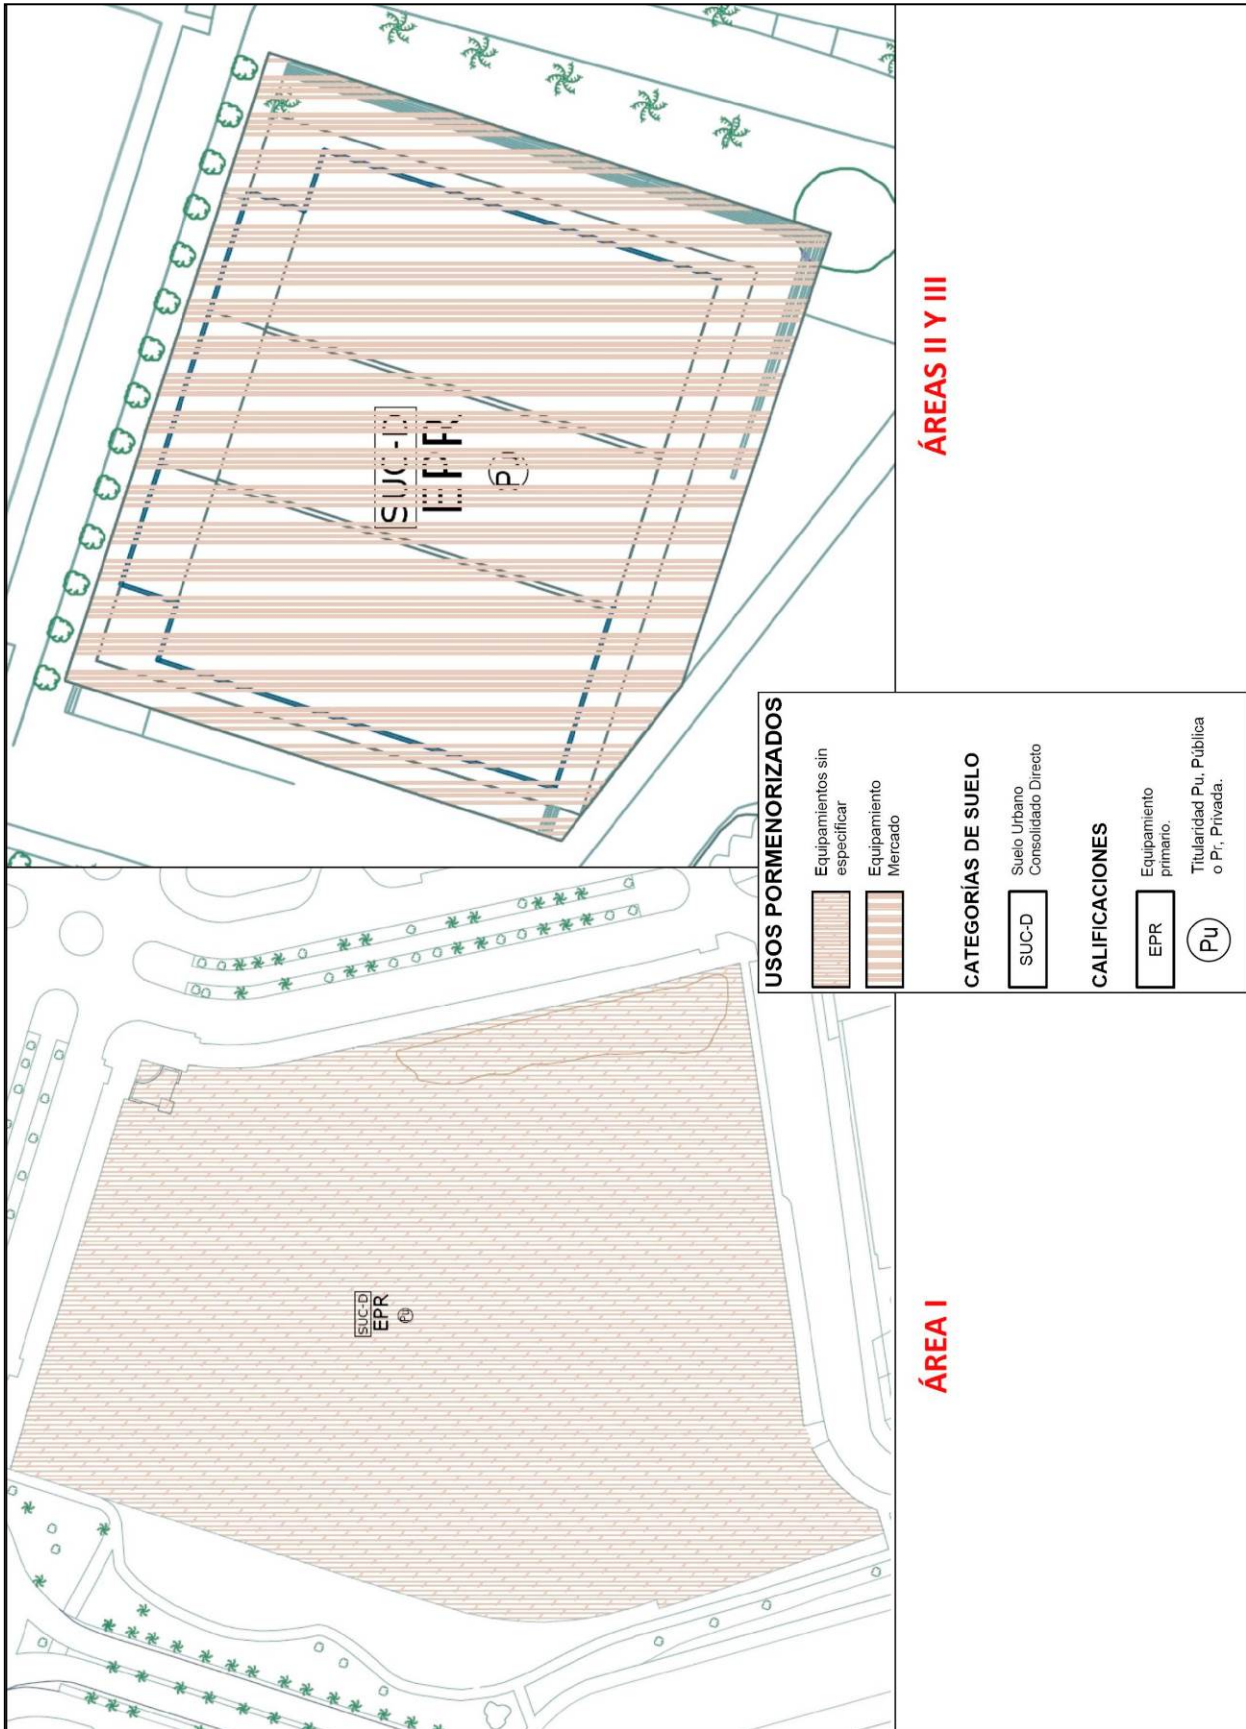 SUC-D
EPR
Pu
SUC-D
EPR
Pu
ÁREA I
ÁREAS II Y III
USOS PORMENORIZADOS
Equipamientos sin
especificar
Equipamiento
Mercado
CATEGORÍAS DE SUELO
SUC-D
Suelo Urbano
Consolidado Directo
CALIFICACIONES
EPR
Equipamiento
primario.
Pu
Titularidad Pu, Pública
o Pr, Privada.